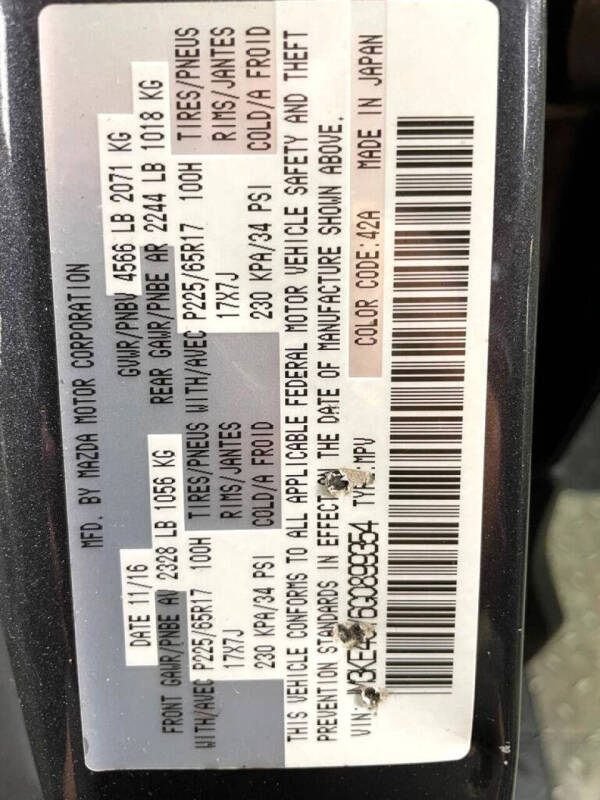 MFD. BY MAZDA MOTOR CORPORATION
DATE 11/16 GVWR/PNBV 4566 LB 2071 KG
FRONT GAWR/PNBE AV 2328 LB 1056 KG REAR GAWR/PNBE AR 2244 LB 1018 KG
WITH/AVEC P225/65R17 100H TIRES/PNEUS WITH/AVEC P225/65R17 100H TIRES/PNEUS
17X7J RIMS/JANTES 17X7J RIMS/JANTES
230 KPA/34 PSI COLD/A FROID 230 KPA/34 PSI COLD/A FROID
THIS VEHICLE CONFORMS TO ALL APPLICABLE FEDERAL MOTOR VEHICLE SAFETY AND THEFT
PREVENTION STANDARDS IN EFFECT THE DATE OF MANUFACTURE SHOWN ABOVE.
VIN MPV COLOR CODE:42A MADE IN JAPAN